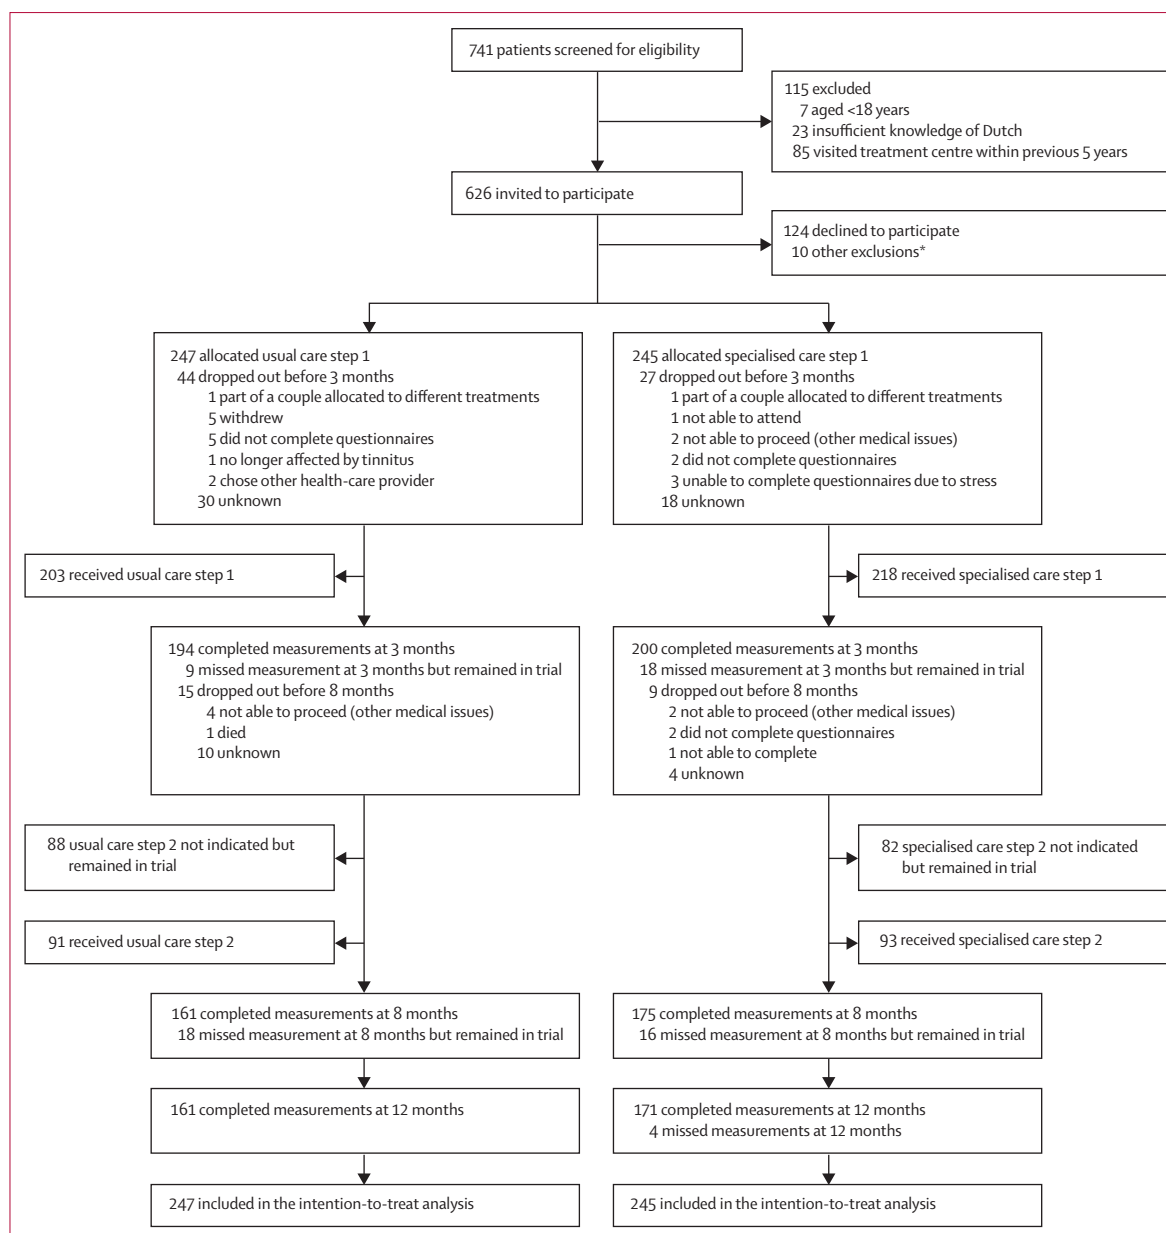 741 patients screened for eligibility
115 excluded
7 aged <18 years
23 insufficient knowledge of Dutch
85 visited treatment centre within previous 5 years
626 invited to participate
124 declined to participate
10 other exclusions*
247 allocated usual care step 1
44 dropped out before 3 months
1 part of a couple allocated to different treatments
5 withdrew
5 did not complete questionnaires
1 no longer affected by tinnitus
2 chose other health-care provider
30 unknown
245 allocated specialised care step 1
27 dropped out before 3 months
1 part of a couple allocated to different treatments
1 not able to attend
2 not able to proceed (other medical issues)
2 did not complete questionnaires
3 unable to complete questionnaires due to stress
18 unknown
203 received usual care step 1
218 received specialised care step 1
194 completed measurements at 3 months
9 missed measurement at 3 months but remained in trial
15 dropped out before 8 months
4 not able to proceed (other medical issues)
1 died
10 unknown
200 completed measurements at 3 months
18 missed measurement at 3 months but remained in trial
9 dropped out before 8 months
2 not able to proceed (other medical issues)
2 did not complete questionnaires
1 not able to complete
4 unknown
88 usual care step 2 not indicated but
remained in trial
82 specialised care step 2 not indicated
but remained in trial
91 received usual care step 2
93 received specialised care step 2
161 completed measurements at 8 months
18 missed measurement at 8 months but remained in trial
175 completed measurements at 8 months
16 missed measurement at 8 months but remained in trial
161 completed measurements at 12 months
171 completed measurements at 12 months
4 missed measurements at 12 months
247 included in the intention-to-treat analysis
245 included in the intention-to-treat analysis